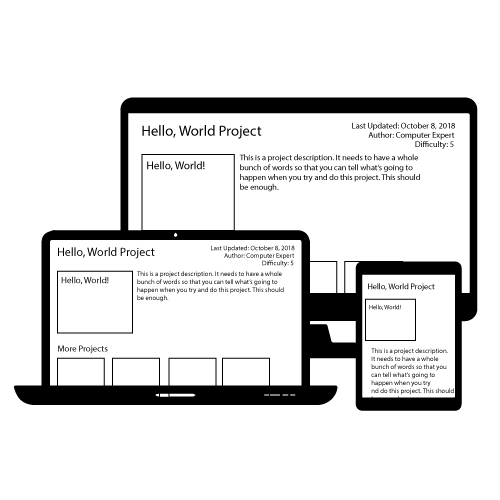 Hello, World Project
Last Updated: October 8, 2018
Author: Computer Expert
Difficulty: 5
Hello, World!
This is a project description. It needs to have a whole
bunch of words so that you can tell what's going to
happen when you try and do this project. This should
be enough.
Hello, World Project
Last Updated: October 8, 2018
Author: Computer Expert
Difficulty: 5
Hello, World!
This is a project description. It needs to have a whole
bunch of words so that you can tell what's going to
happen when you try and do this project. This should
be enough.
More Projects
Hello, World Project
Hello, World!
This is a project description.
It needs to have a whole
bunch of words so that you
can tell what's going to
happen when you try
nd do this project. This should